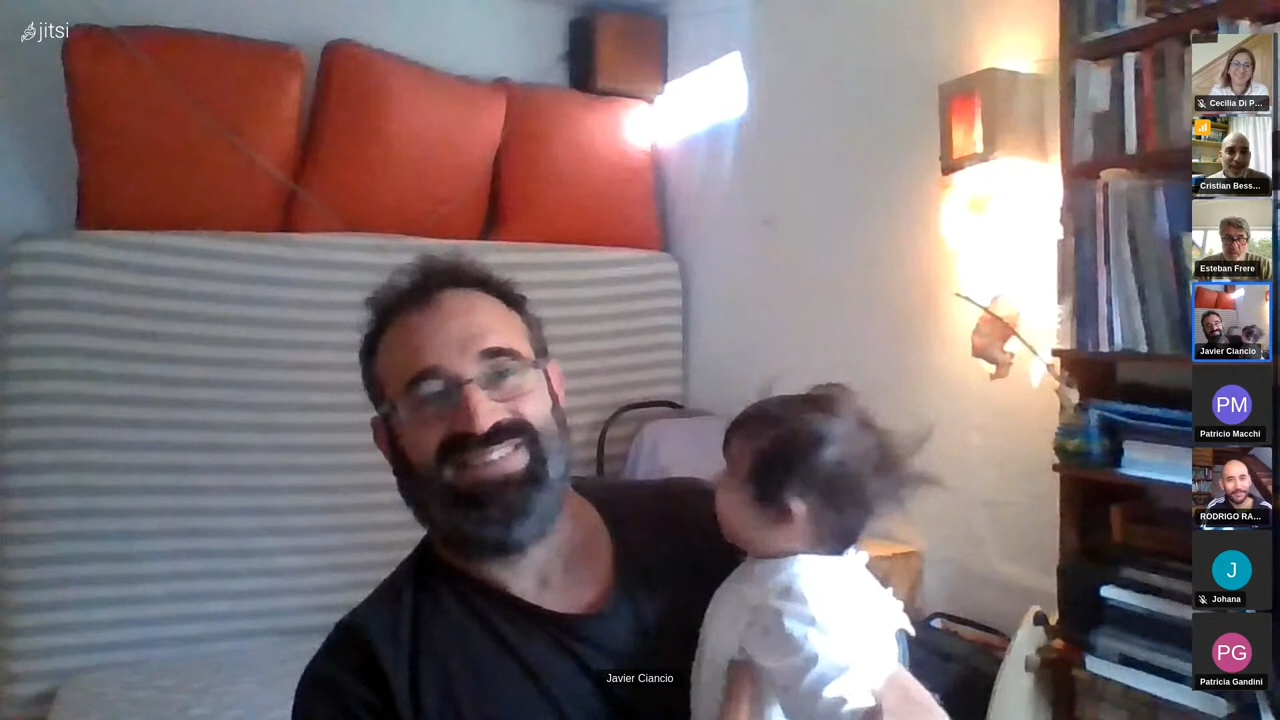 jitsi
Cecilia Di P...
Cristian Bess...
Esteban Frere
Javier Ciancio
PM
Patricio Macchi
RODRIGO RA...
J
Johana
PG
Patricia Gandini
Javier Ciancio